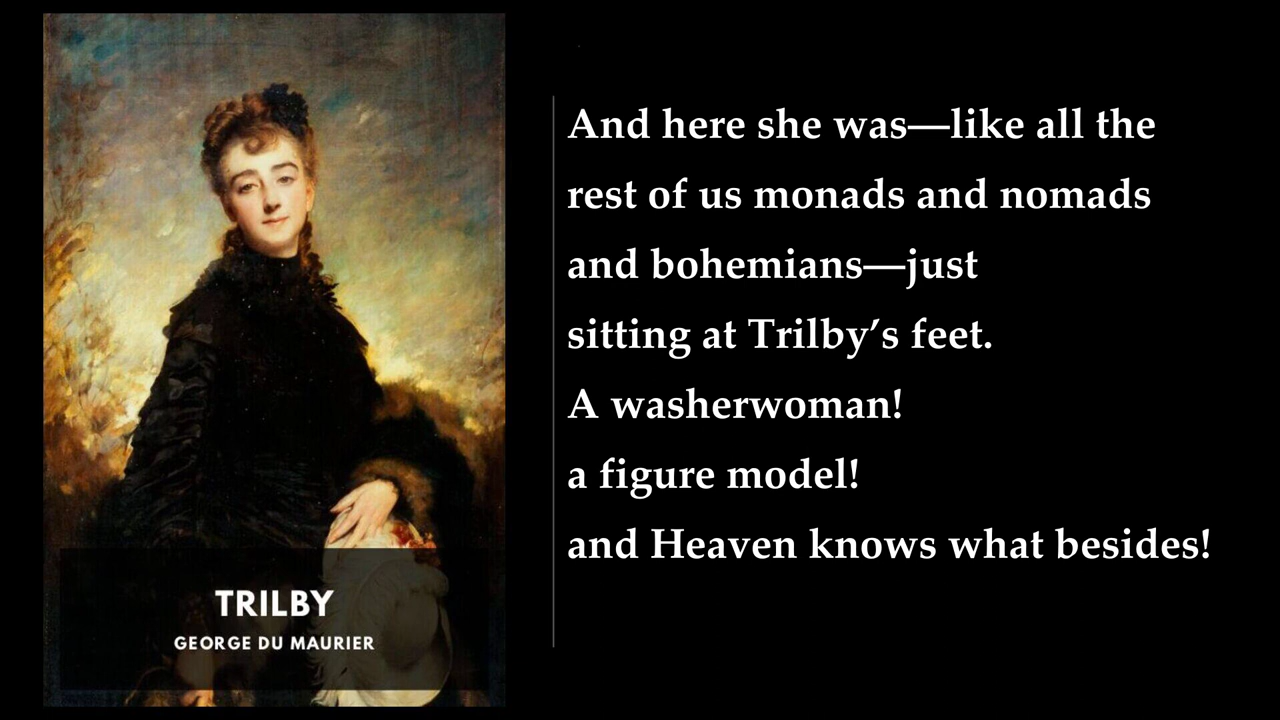 And here she was—like all the
rest of us monads and nomads
and bohemians—just
sitting at Trilby’s feet.
A washerwoman!
a figure model!
and Heaven knows what besides!
TRILBY
GEORGE DU MAURIER